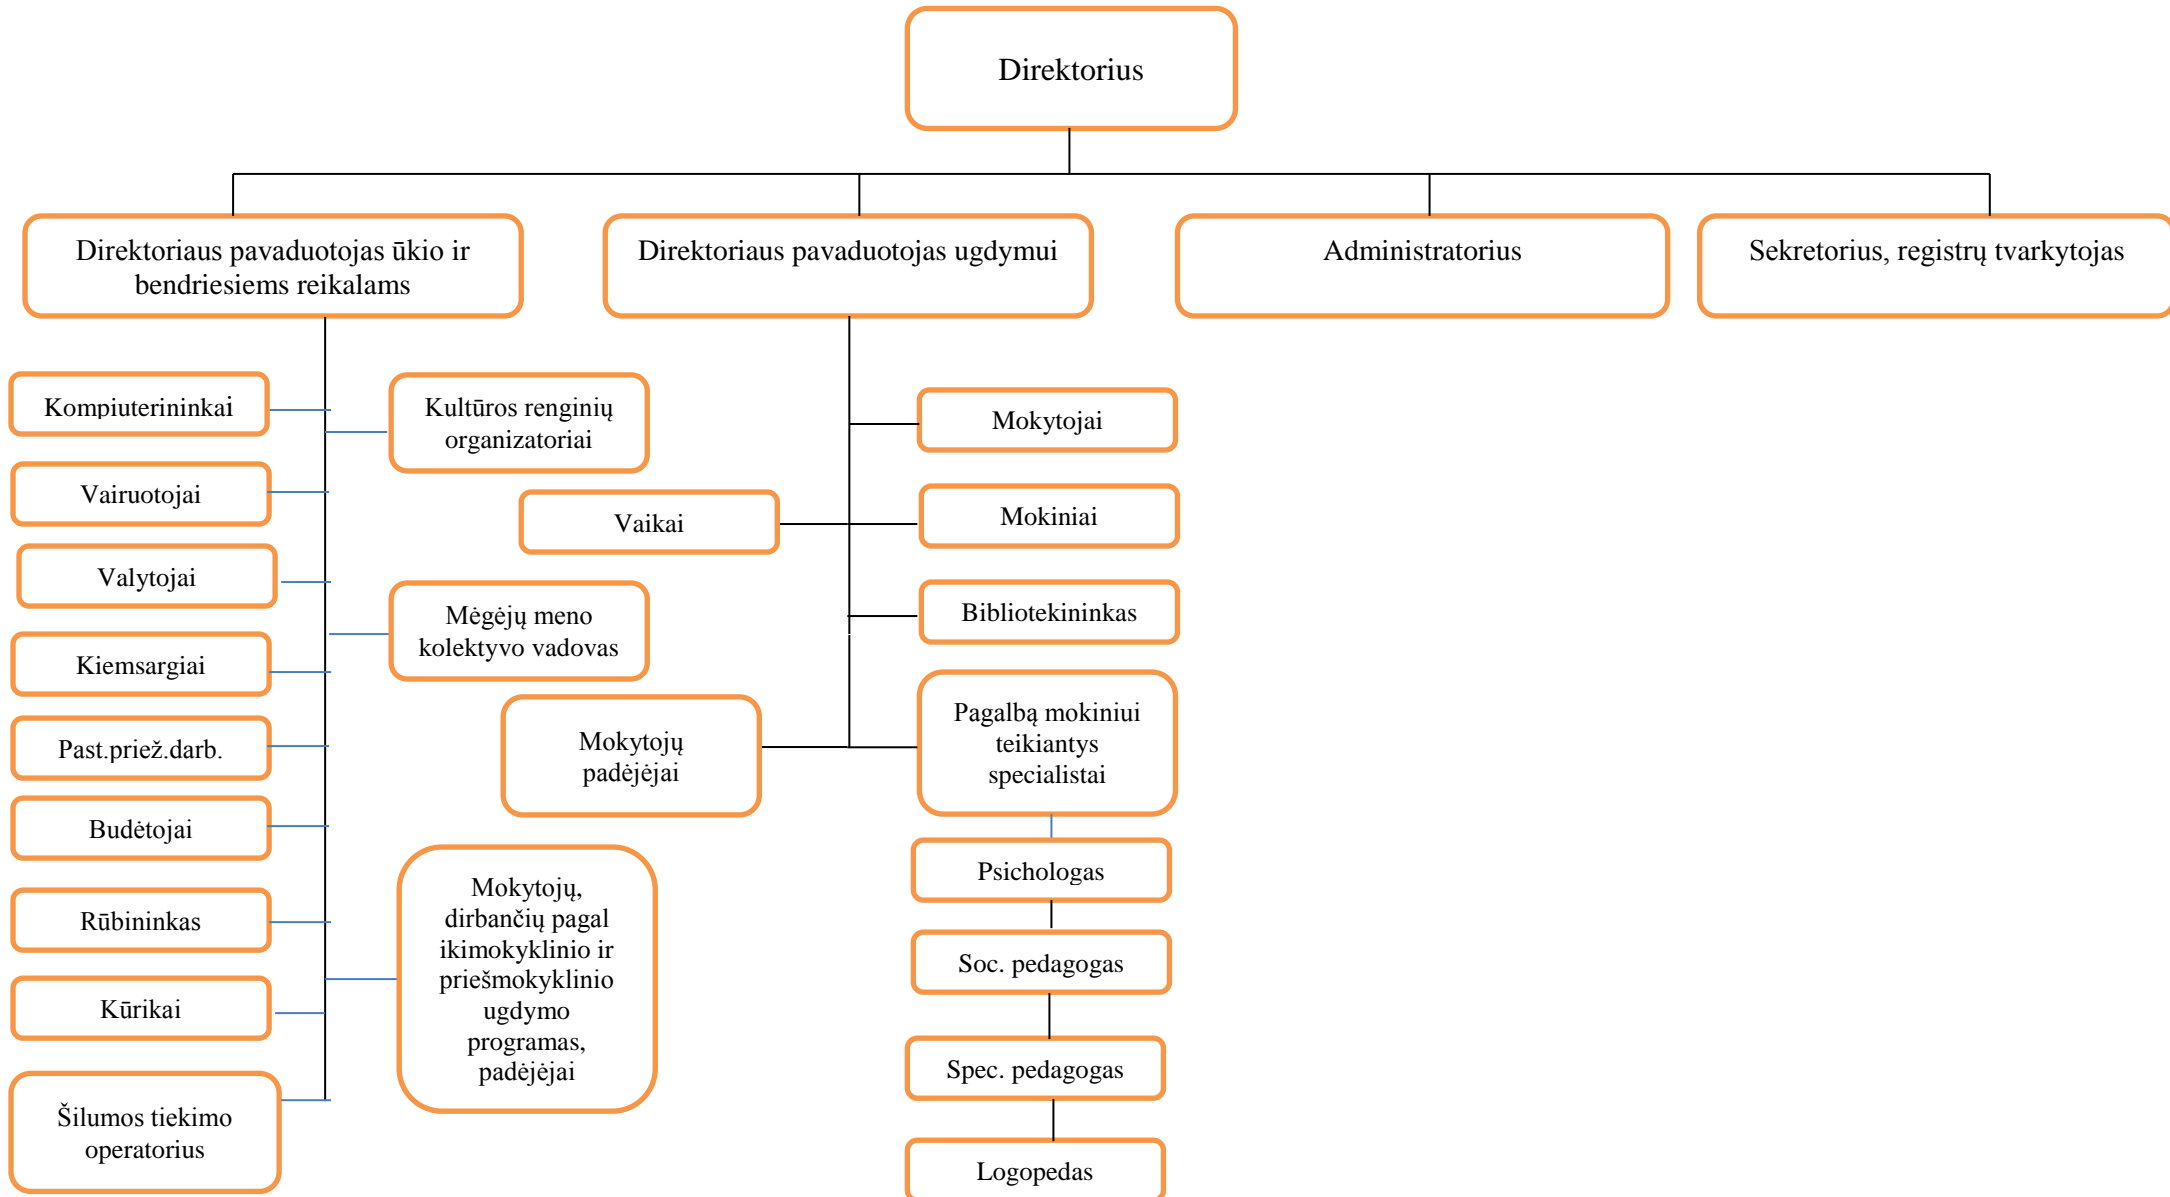 Direktorius
Direktoriaus pavaduotojas ūkio ir
bendriesiems reikalams
Direktoriaus pavaduotojas ugdymui
Administratorius
Sekretorius, registrų tvarkytojas
Kompiuterininkai
Vairuotojai
Valytojai
Kiemsargiai
Past.priež.darb.
Budėtojai
Rūbininkas
Kūrikai
Šilumos tiekimo
operatorius
Kultūros renginių
organizatoriai
Mėgėjų meno
kolektyvo vadovas
Mokytojų,
dirbančių pagal
ikimokyklinio ir
priešmokyklinio
ugdymo
programas,
padėjėjai
Vaikai
Mokytojų
padėjėjai
Mokytojai
Mokiniai
Bibliotekininkas
Pagalbą mokiniui
teikiantys
specialistai
Psichologas
Soc. pedagogas
Spec. pedagogas
Logopedas